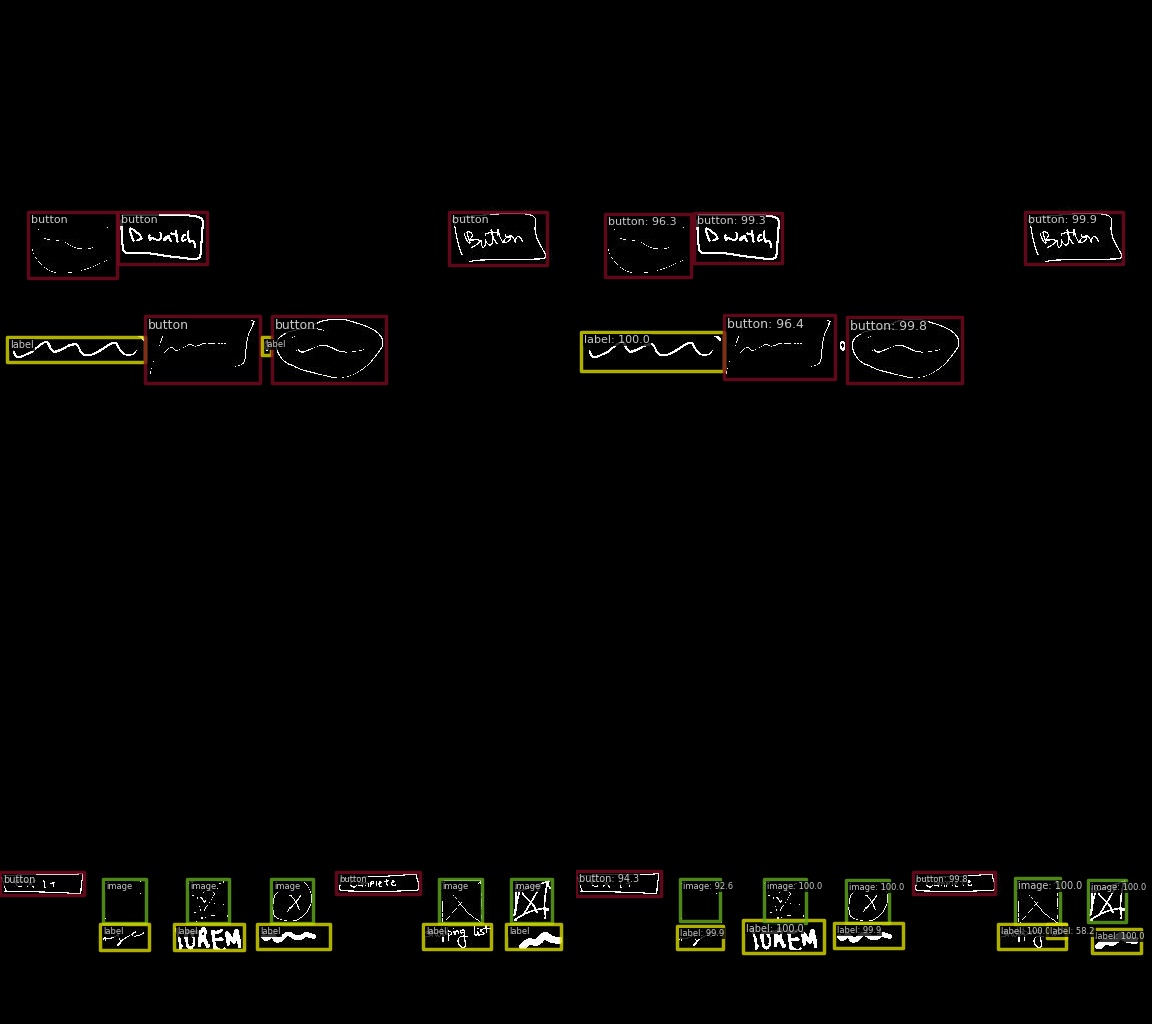 button button button button: 96.3 button: 99.3 button: 99.9
D watch Button D watch Button
label button label button label: 100.0 button: 96.4 button: 99.8
button image image image button image image button: 94.3 image: 92.6 image: 100.0 image: 100.0 button: 99.8 image: 100.0 image: 100.0
label label label label label label: 99.9 label: 100.0 label: 99.9 label: 100.0 label: 58.2 label: 100.0